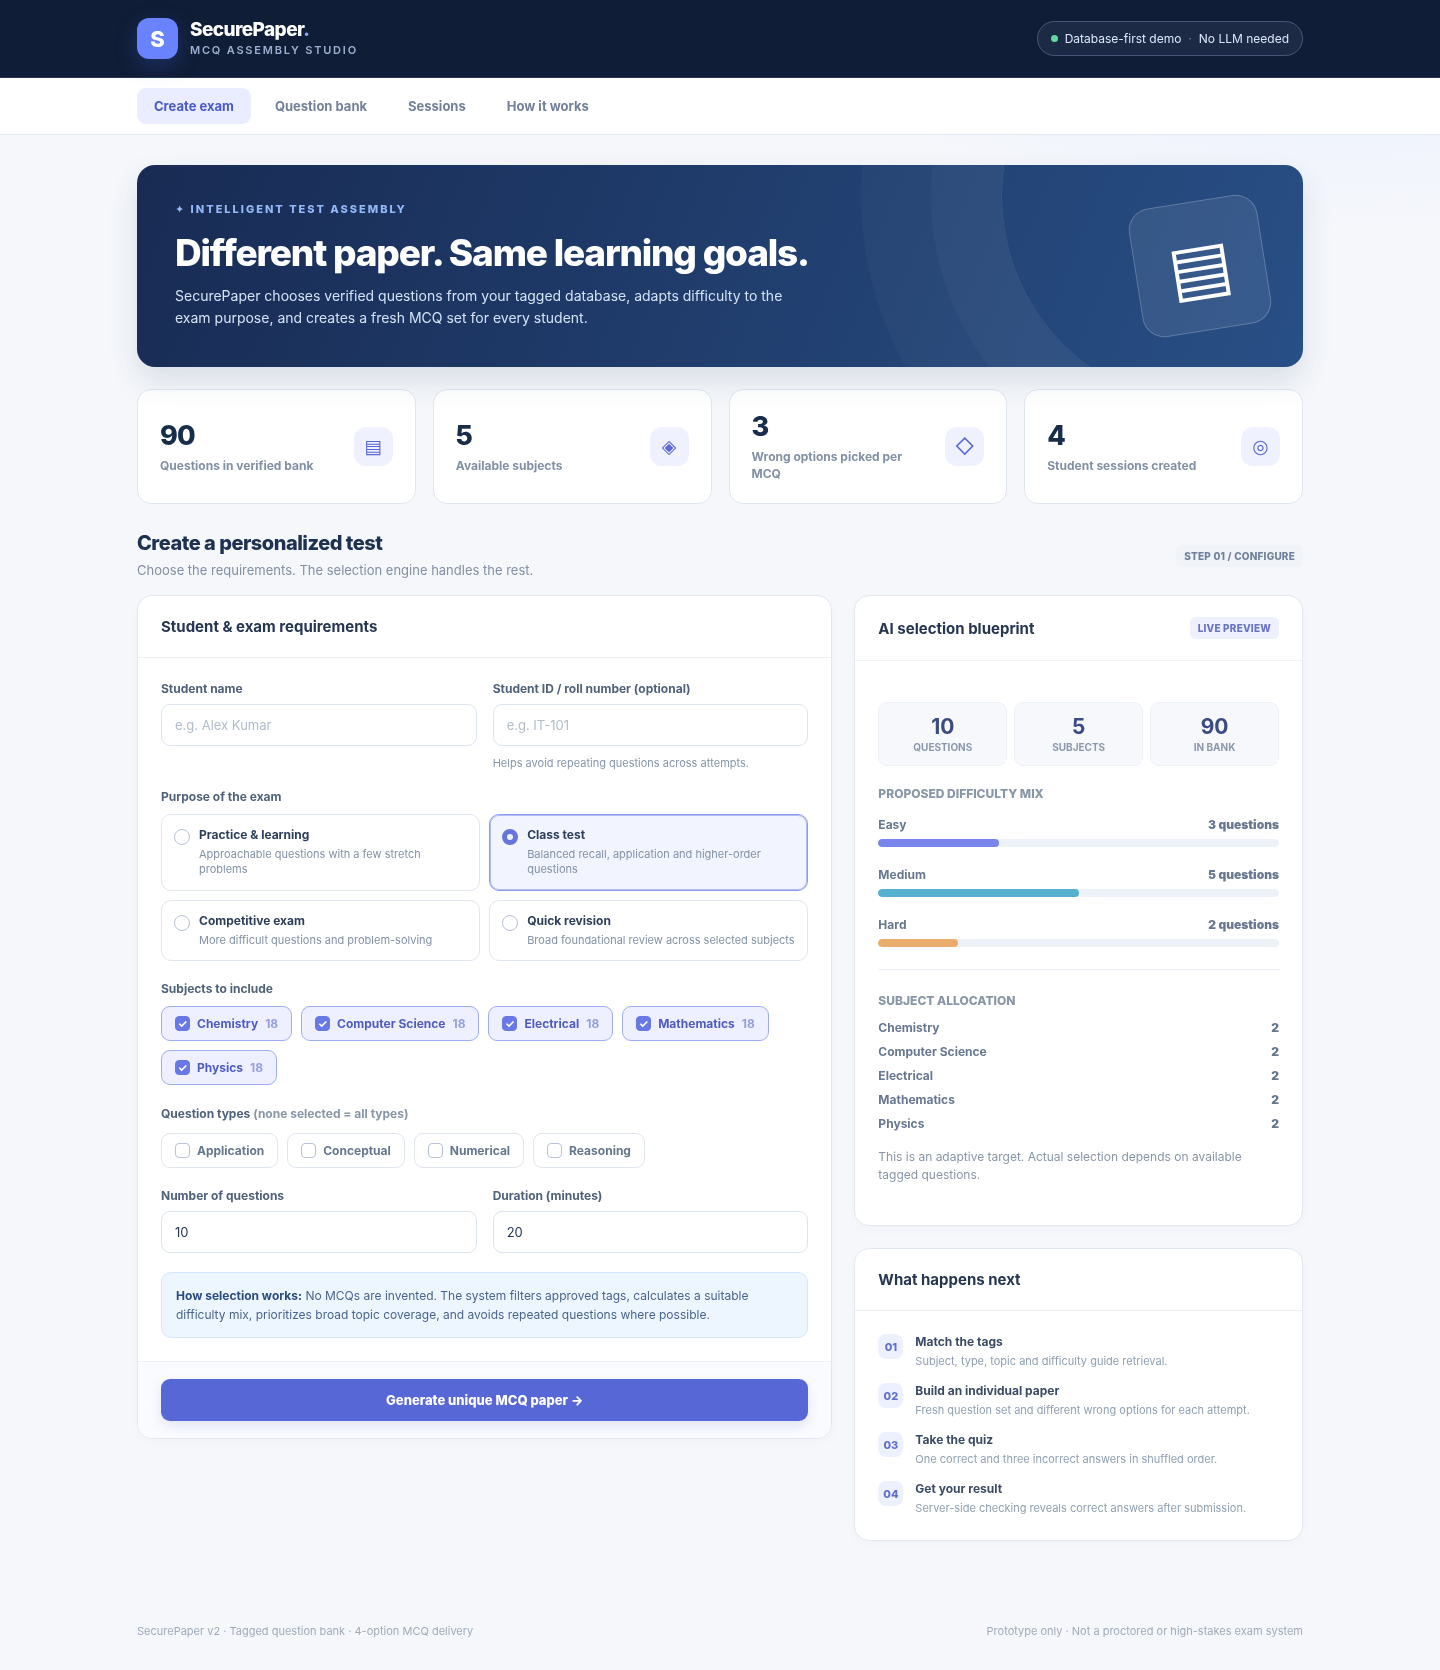 S
SecurePaper.
MCQ ASSEMBLY STUDIO
Database-first demo · No LLM needed
Create exam
Question bank
Sessions
How it works
✦ INTELLIGENT TEST ASSEMBLY
Different paper. Same learning goals.
SecurePaper chooses verified questions from your tagged database, adapts difficulty to the
exam purpose, and creates a fresh MCQ set for every student.
90
Questions in verified bank
5
Available subjects
3
Wrong options picked per
MCQ
4
Student sessions created
Create a personalized test
Choose the requirements. The selection engine handles the rest.
STEP 01 / CONFIGURE
Student & exam requirements
Student name
e.g. Alex Kumar
Student ID / roll number (optional)
e.g. IT-101
Helps avoid repeating questions across attempts.
Purpose of the exam
Practice & learning
Approachable questions with a few stretch
problems
Class test
Balanced recall, application and higher-order
questions
Competitive exam
More difficult questions and problem-solving
Quick revision
Broad foundational review across selected subjects
Subjects to include
Chemistry 18
Computer Science 18
Electrical 18
Mathematics 18
Physics 18
Question types (none selected = all types)
Application
Conceptual
Numerical
Reasoning
Number of questions
10
Duration (minutes)
20
How selection works: No MCQs are invented. The system filters approved tags, calculates a suitable
difficulty mix, prioritizes broad topic coverage, and avoids repeated questions where possible.
Generate unique MCQ paper →
AI selection blueprint
LIVE PREVIEW
10
QUESTIONS
5
SUBJECTS
90
IN BANK
PROPOSED DIFFICULTY MIX
Easy 3 questions
Medium 5 questions
Hard 2 questions
SUBJECT ALLOCATION
Chemistry 2
Computer Science 2
Electrical 2
Mathematics 2
Physics 2
This is an adaptive target. Actual selection depends on available
tagged questions.
What happens next
01
Match the tags
Subject, type, topic and difficulty guide retrieval.
02
Build an individual paper
Fresh question set and different wrong options for each attempt.
03
Take the quiz
One correct and three incorrect answers in shuffled order.
04
Get your result
Server-side checking reveals correct answers after submission.
SecurePaper v2 · Tagged question bank · 4-option MCQ delivery
Prototype only · Not a proctored or high-stakes exam system